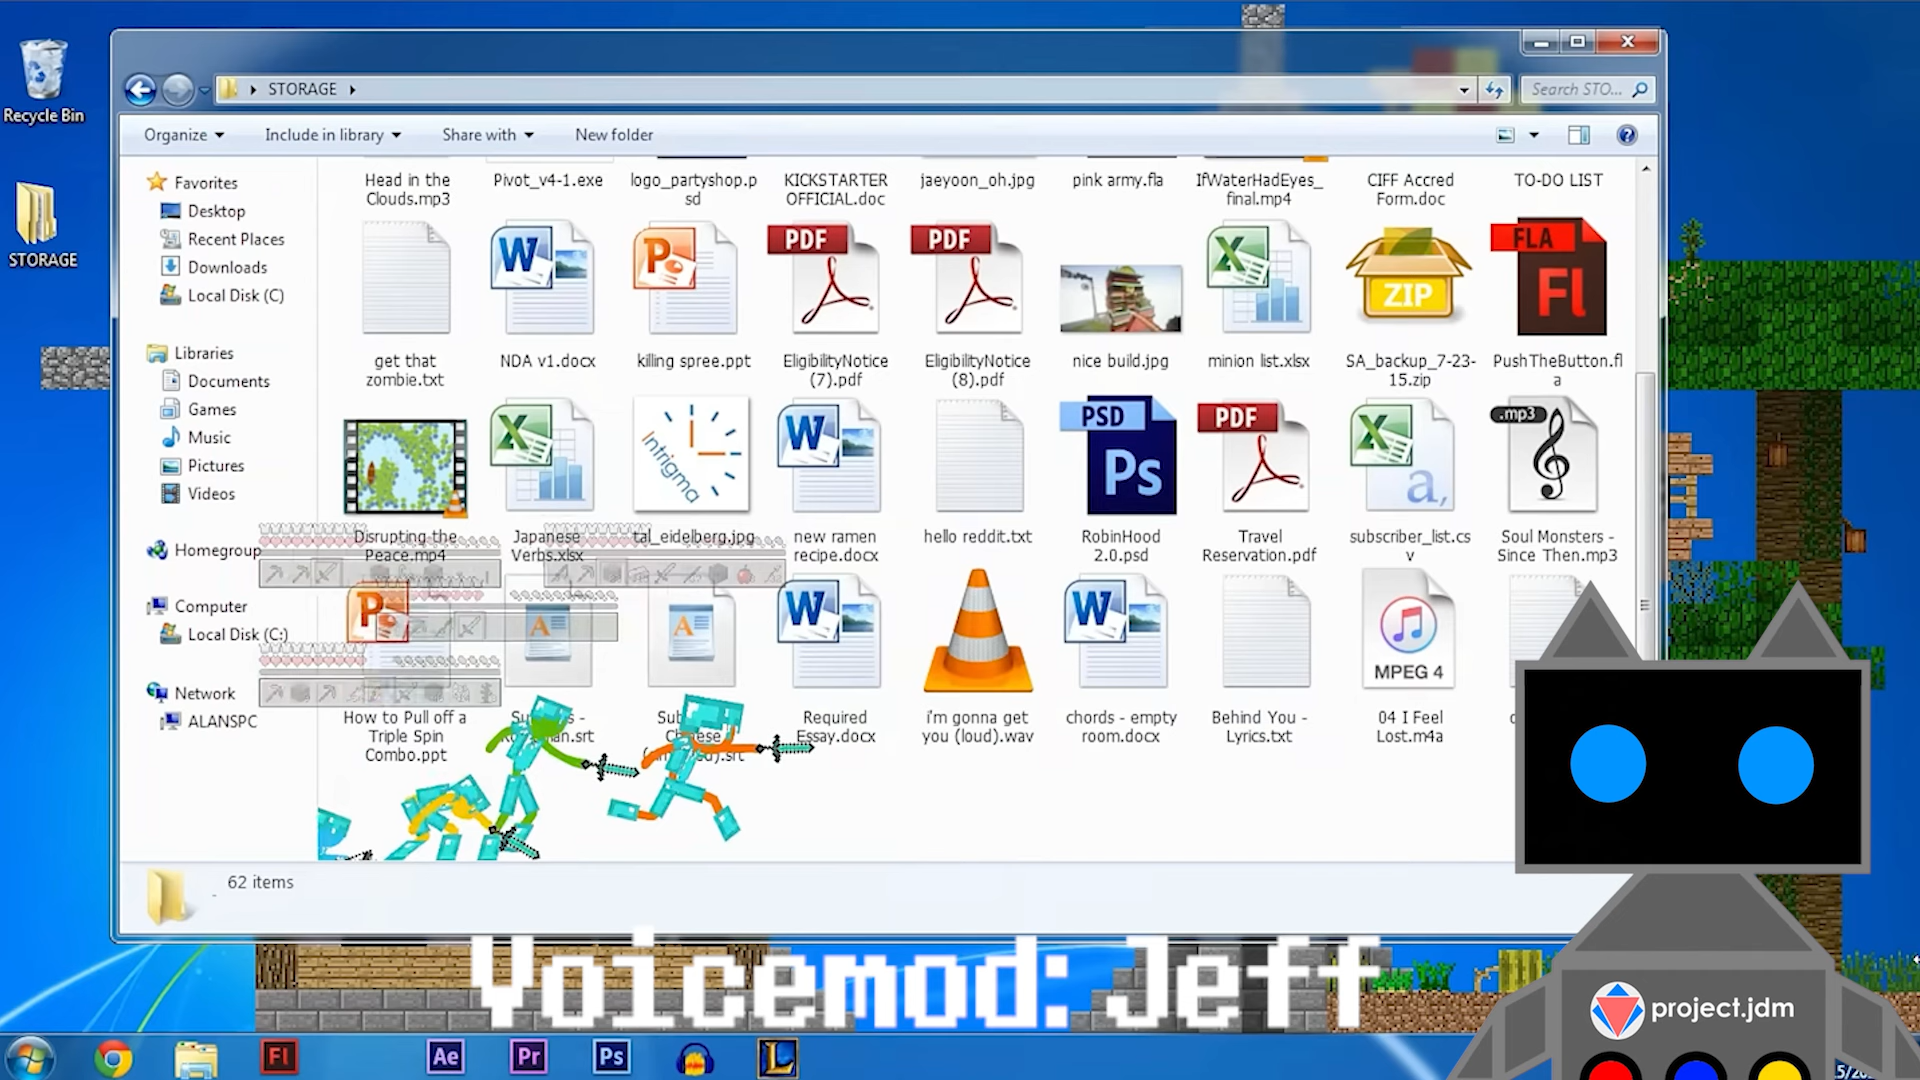 Recycle Bin
STORAGE
STORAGE
Search STO...
Organize
Include in library
Share with
New folder
Favorites
Desktop
Recent Places
Downloads
Local Disk (C)
Libraries
Documents
Games
Music
Pictures
Videos
Homegroup
Computer
Local Disk (C:)
Network
ALANSPC
Head in the
Clouds.mp3
Pivot_v4-1.exe
logo_partyshop.p
sd
KICKSTARTER
OFFICIAL.doc
jaeyoon_oh.jpg
pink army.fla
IfWaterHadEyes_
final.mp4
CIFF Accred
Form.doc
TO-DO LIST
PDF
PDF
ZIP
FLA
Fl
get that
zombie.txt
NDA v1.docx
killing spree.ppt
EligibilityNotice
(7).pdf
EligibilityNotice
(8).pdf
nice build.jpg
minion list.xlsx
SA_backup_7-23-
15.zip
PushTheButton.fl
a
Intrigma
PSD
Ps
PDF
a,
.mp3
Disrupting the
Peace.mp4
Japanese
Verbs.xlsx
tal_eidelberg.jpg
new ramen
recipe.docx
hello reddit.txt
RobinHood
2.0.psd
Travel
Reservation.pdf
subscriber_list.cs
v
Soul Monsters -
Since Then.mp3
MPEG 4
How to Pull off a
Triple Spin
Combo.ppt
Required
Essay.docx
i'm gonna get
you (loud).wav
chords - empty
room.docx
Behind You -
Lyrics.txt
04 I Feel
Lost.m4a
62 items
Voicemod: Jeff
project.jdm
Fl
Ae
Pr
Ps
L